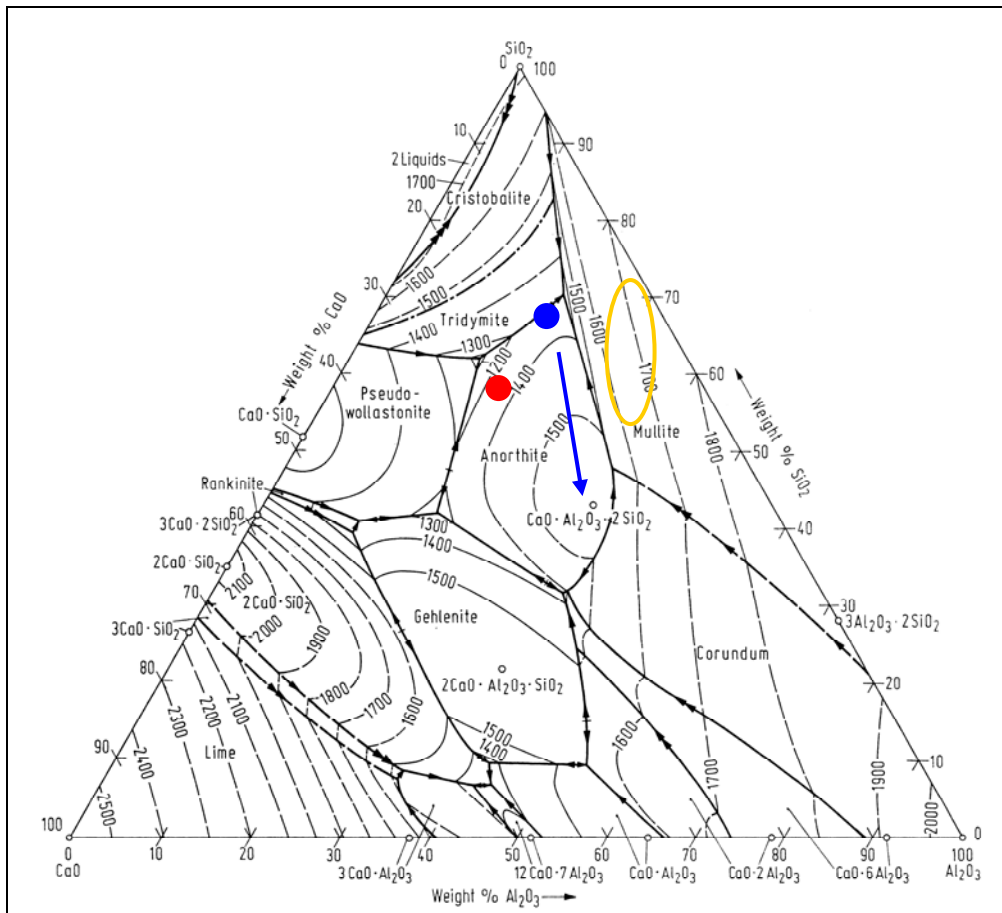 SiO₂
0 100
10
90
2 Liquids
1700
Cristobalite
20
80
30
1600
1500
70
1500
1600
1400
Tridymite
1300
Weight % CaO
1200
1400
1700
40
60
Weight % SiO₂
Pseudo-
wollastonite
CaO·SiO₂
50
1500
Mullite
50
Anorthite
1800
Rankinite
CaO·Al₂O₃·2SiO₂
3CaO·2SiO₂
60
1300
40
1400
2CaO·SiO₂
1500
2100
70
2CaO·SiO₂
Gehlenite
30
3Al₂O₃·2SiO₂
3CaO·SiO₂
2000
1900
Corundum
80
2CaO·Al₂O₃·SiO₂
20
1800
2100
1700
2200
1600
2300
1500
1400
1600
Lime
90
2400
10
1700
1900
2500
2000
100
0
0 10 20 30 40 50 60 70 80 90 100
CaO
3CaO·Al₂O₃
12CaO·7Al₂O₃
CaO·Al₂O₃
CaO·2Al₂O₃
CaO·6Al₂O₃
Al₂O₃
Weight % Al₂O₃